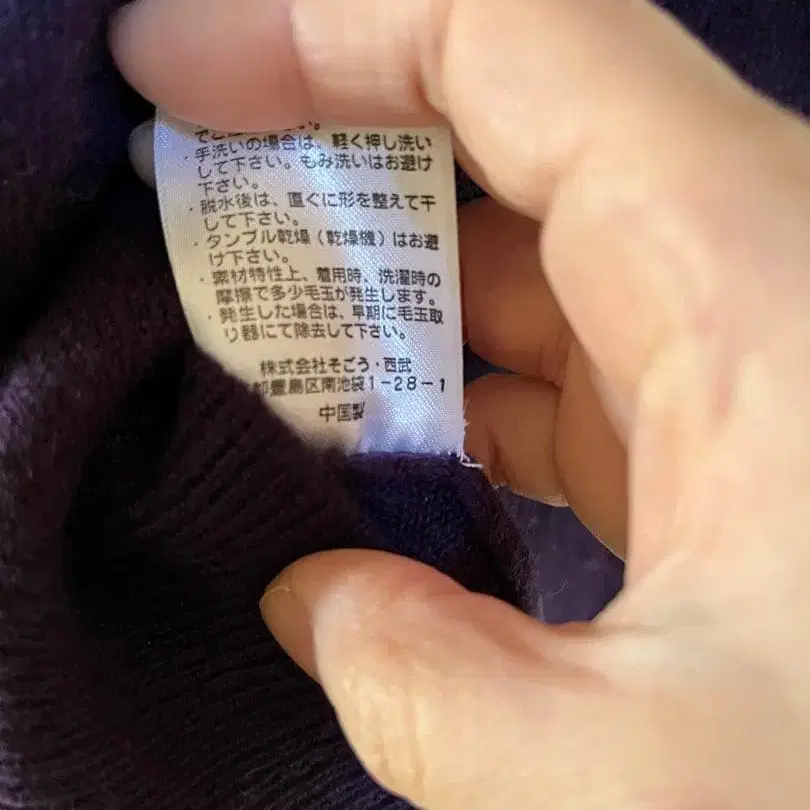 ・手洗いの場合は、軽く押し洗い
して下さい。もみ洗いはお避け
下さい。
・脱水後は、直ぐに形を整えて干
して下さい。
・タンブル乾燥（乾燥機）はお避
け下さい。
・素材特性上、着用時、洗濯時の
摩擦で多少毛玉が発生します。
・発生した場合は、早期に毛玉取
り器にて除去して下さい。
株式会社そごう・西武
都豊島区南池袋1-28-1
中国製